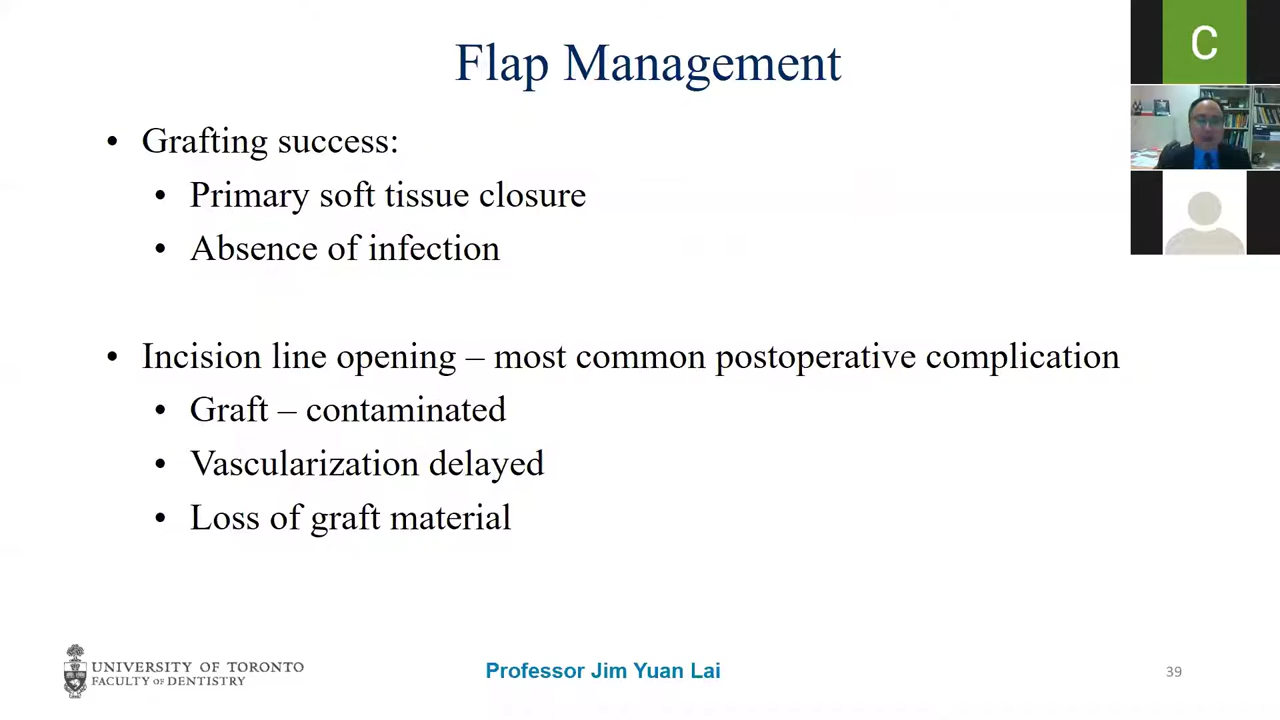 Flap Management
C
• Grafting success:
• Primary soft tissue closure
• Absence of infection
• Incision line opening – most common postoperative complication
• Graft – contaminated
• Vascularization delayed
• Loss of graft material
UNIVERSITY OF TORONTO
FACULTY OF DENTISTRY
Professor Jim Yuan Lai
39